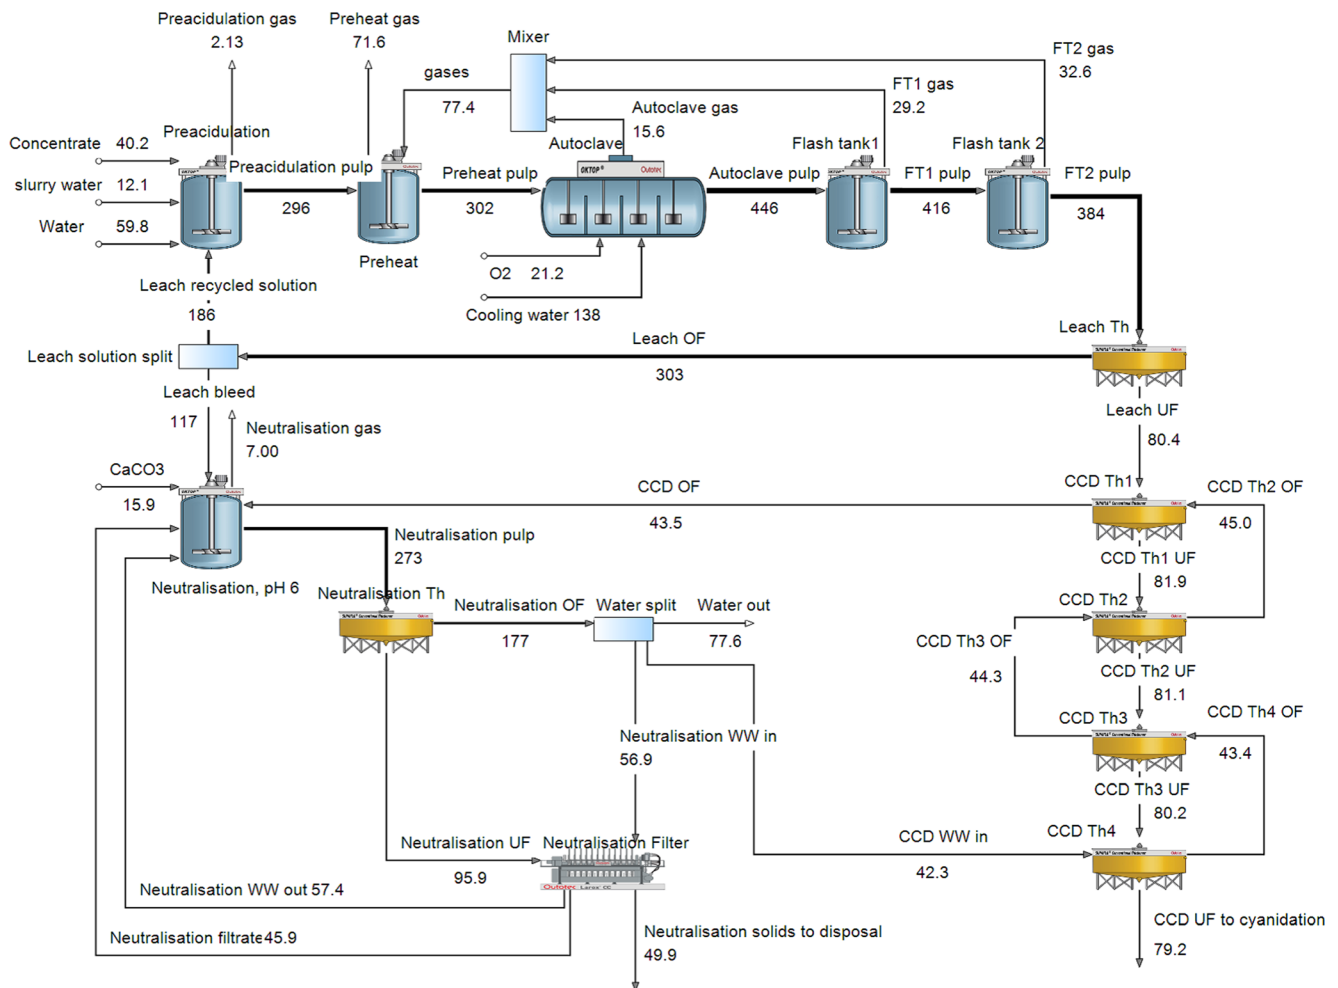 Preacidulation gas
2.13
Preheat gas
71.6
Mixer
FT2 gas
32.6
gases
77.4
FT1 gas
29.2
Autoclave gas
15.6
Concentrate 40.2
Preacidulation
Autoclave
Flash tank1
Flash tank 2
slurry water 12.1
Preacidulation pulp
296
Outotec
Preheat pulp
302
OKTOP® Outotec
Autoclave pulp
446
FT1 pulp
416
FT2 pulp
384
Water 59.8
Preheat
O2 21.2
Cooling water 138
Leach recycled solution
186
Leach Th
Leach solution split
Leach OF
303
Leach bleed
117
Leach UF
80.4
Neutralisation gas
7.00
CaCO3
15.9
CCD OF
43.5
CCD Th1
CCD Th2 OF
45.0
Neutralisation pulp
273
CCD Th1 UF
81.9
Neutralisation, pH 6
Neutralisation Th
Neutralisation OF
177
Water split
Water out
77.6
CCD Th2
CCD Th3 OF
44.3
CCD Th2 UF
81.1
CCD Th3
CCD Th4 OF
43.4
Neutralisation WW in
56.9
CCD Th3 UF
80.2
Neutralisation UF
95.9
Neutralisation Filter
Outotec Larox® CC
CCD WW in
42.3
CCD Th4
Neutralisation WW out 57.4
Neutralisation filtrate 45.9
Neutralisation solids to disposal
49.9
CCD UF to cyanidation
79.2